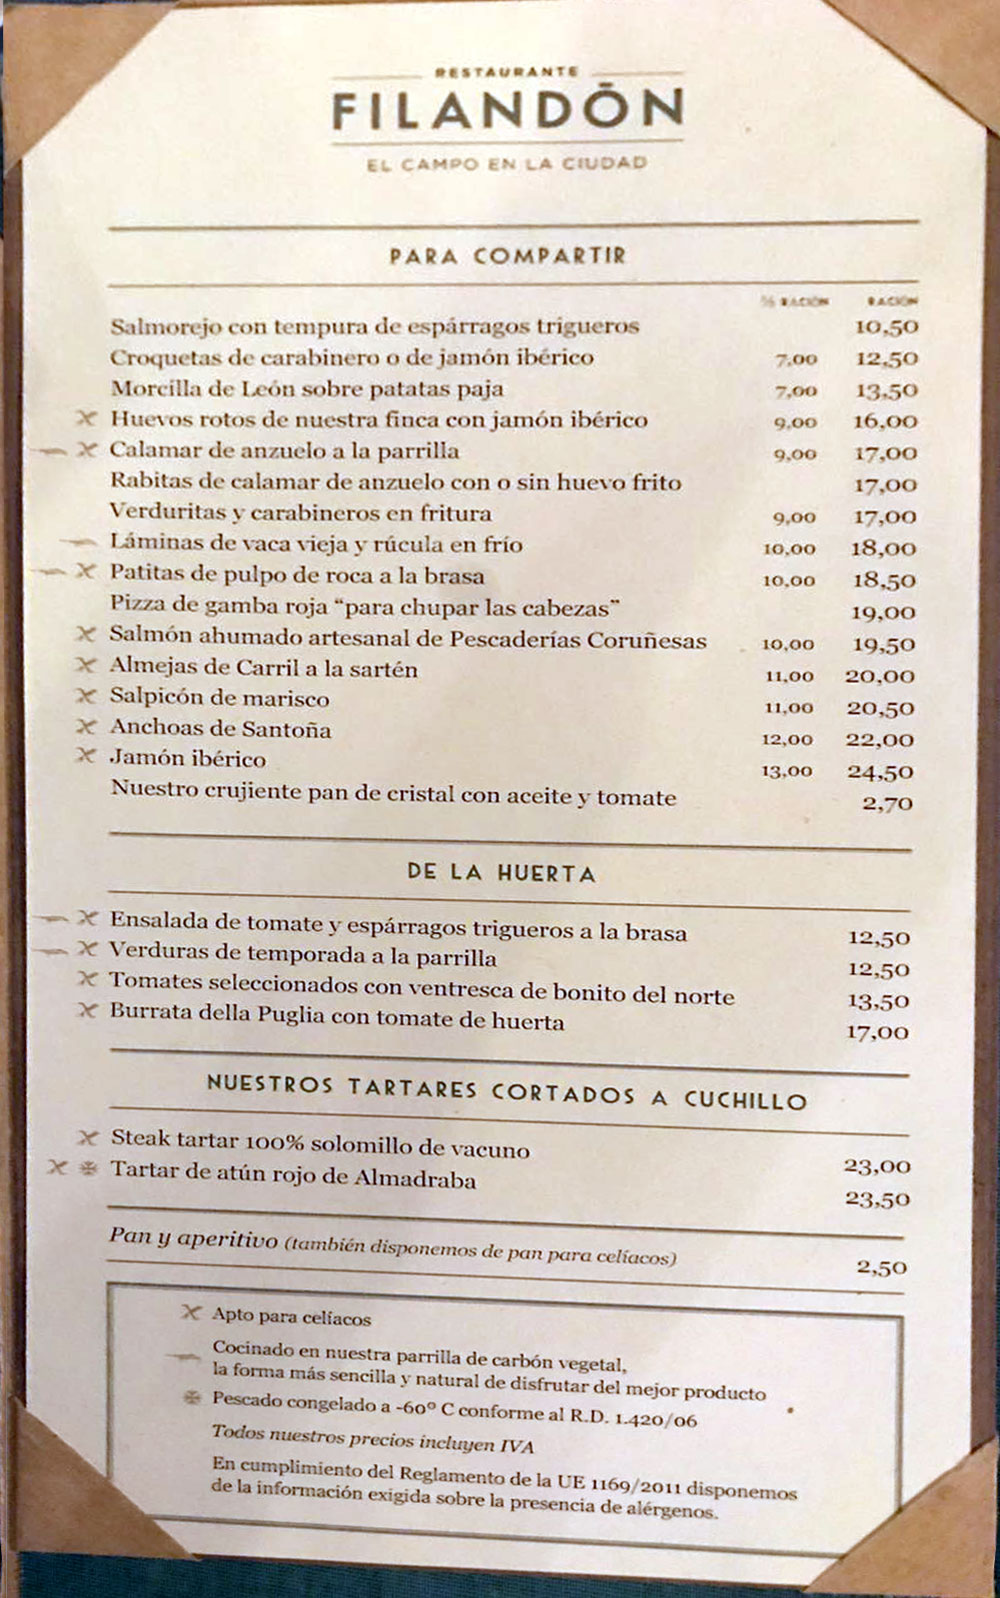 RESTAURANTE
FILANDÓN
EL CAMPO EN LA CIUDAD
PARA COMPARTIR
½ RACIÓN RACIÓN
Salmorejo con tempura de espárragos trigueros 10,50
Croquetas de carabinero o de jamón ibérico 7,00 12,50
Morcilla de León sobre patatas paja 7,00 13,50
Huevos rotos de nuestra finca con jamón ibérico 9,00 16,00
Calamar de anzuelo a la parrilla 9,00 17,00
Rabitas de calamar de anzuelo con o sin huevo frito 17,00
Verduritas y carabineros en fritura 9,00 17,00
Láminas de vaca vieja y rúcula en frío 10,00 18,00
Patitas de pulpo de roca a la brasa 10,00 18,50
Pizza de gamba roja “para chupar las cabezas” 19,00
Salmón ahumado artesanal de Pescaderías Coruñesas 10,00 19,50
Almejas de Carril a la sartén 11,00 20,00
Salpicón de marisco 11,00 20,50
Anchoas de Santoña 12,00 22,00
Jamón ibérico 13,00 24,50
Nuestro crujiente pan de cristal con aceite y tomate 2,70
DE LA HUERTA
Ensalada de tomate y espárragos trigueros a la brasa 12,50
Verduras de temporada a la parrilla 12,50
Tomates seleccionados con ventresca de bonito del norte 13,50
Burrata della Puglia con tomate de huerta 17,00
NUESTROS TARTARES CORTADOS A CUCHILLO
Steak tartar 100% solomillo de vacuno 23,00
Tartar de atún rojo de Almadraba 23,50
Pan y aperitivo (también disponemos de pan para celíacos) 2,50
Apto para celíacos
Cocinado en nuestra parrilla de carbón vegetal,
la forma más sencilla y natural de disfrutar del mejor producto
Pescado congelado a -60º C conforme al R.D. 1.420/06
Todos nuestros precios incluyen IVA
En cumplimiento del Reglamento de la UE 1169/2011 disponemos
de la información exigida sobre la presencia de alérgenos.